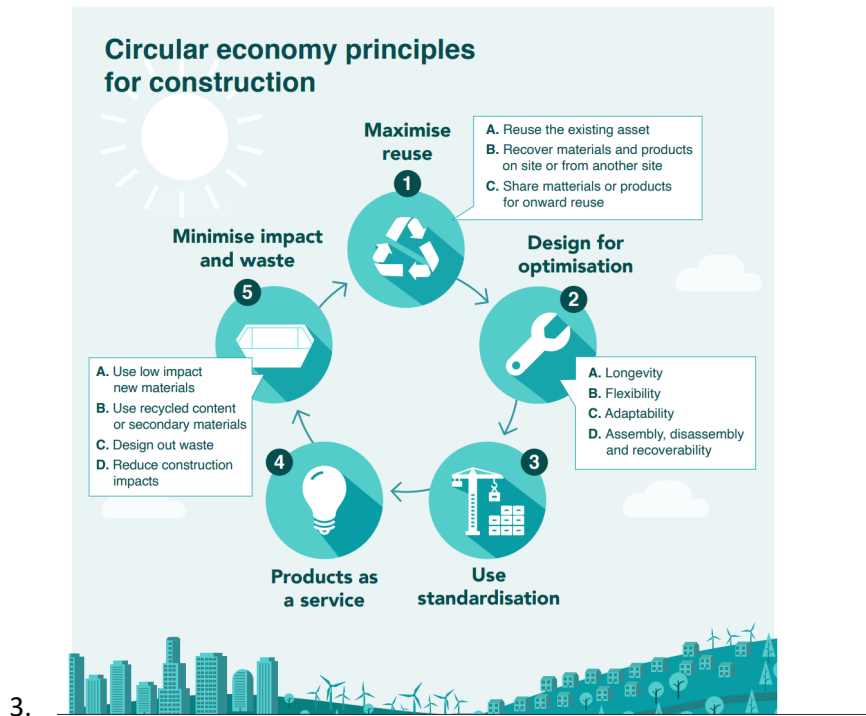 Circular economy principles
for construction
Maximise
reuse
1
A. Reuse the existing asset
B. Recover materials and products
on site or from another site
C. Share matterials or products
for onward reuse
Design for
optimisation
2
A. Longevity
B. Flexibility
C. Adaptability
D. Assembly, disassembly
and recoverability
3
Use
standardisation
4
Products as
a service
Minimise impact
and waste
5
A. Use low impact
new materials
B. Use recycled content
or secondary materials
C. Design out waste
D. Reduce construction
impacts
3.